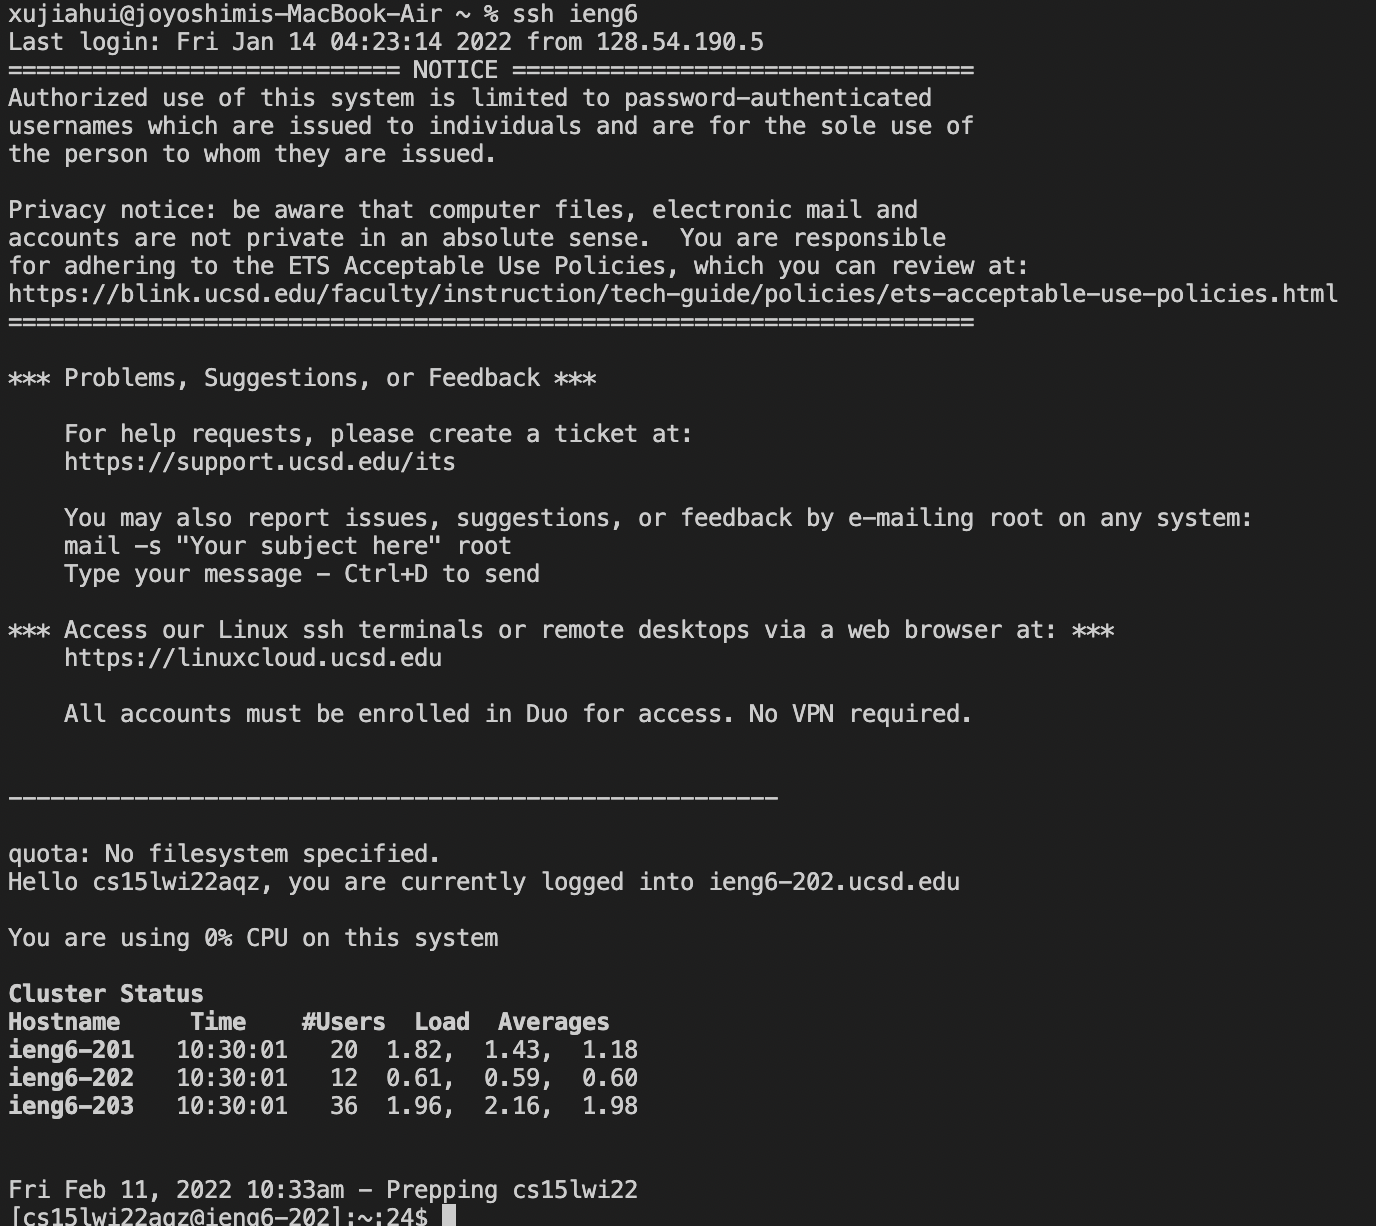 xujiahui@joyoshimis-MacBook-Air ~ % ssh ieng6
Last login: Fri Jan 14 04:23:14 2022 from 128.54.190.5
============================ NOTICE =================================
Authorized use of this system is limited to password-authenticated
usernames which are issued to individuals and are for the sole use of
the person to whom they are issued.

Privacy notice: be aware that computer files, electronic mail and
accounts are not private in an absolute sense.  You are responsible
for adhering to the ETS Acceptable Use Policies, which you can review at:
https://blink.ucsd.edu/faculty/instruction/tech-guide/policies/ets-acceptable-use-policies.html
=====================================================================

*** Problems, Suggestions, or Feedback ***

    For help requests, please create a ticket at:
    https://support.ucsd.edu/its

    You may also report issues, suggestions, or feedback by e-mailing root on any system:
    mail -s "Your subject here" root
    Type your message - Ctrl+D to send

*** Access our Linux ssh terminals or remote desktops via a web browser at: ***
    https://linuxcloud.ucsd.edu

    All accounts must be enrolled in Duo for access. No VPN required.


-------------------------------------------------------

quota: No filesystem specified.
Hello cs15lwi22aqz, you are currently logged into ieng6-202.ucsd.edu

You are using 0% CPU on this system

Cluster Status
Hostname     Time    #Users  Load  Averages
ieng6-201   10:30:01   20  1.82,  1.43,  1.18
ieng6-202   10:30:01   12  0.61,  0.59,  0.60
ieng6-203   10:30:01   36  1.96,  2.16,  1.98


Fri Feb 11, 2022 10:33am - Prepping cs15lwi22
[cs15lwi22aqz@ieng6-202]:~:24$